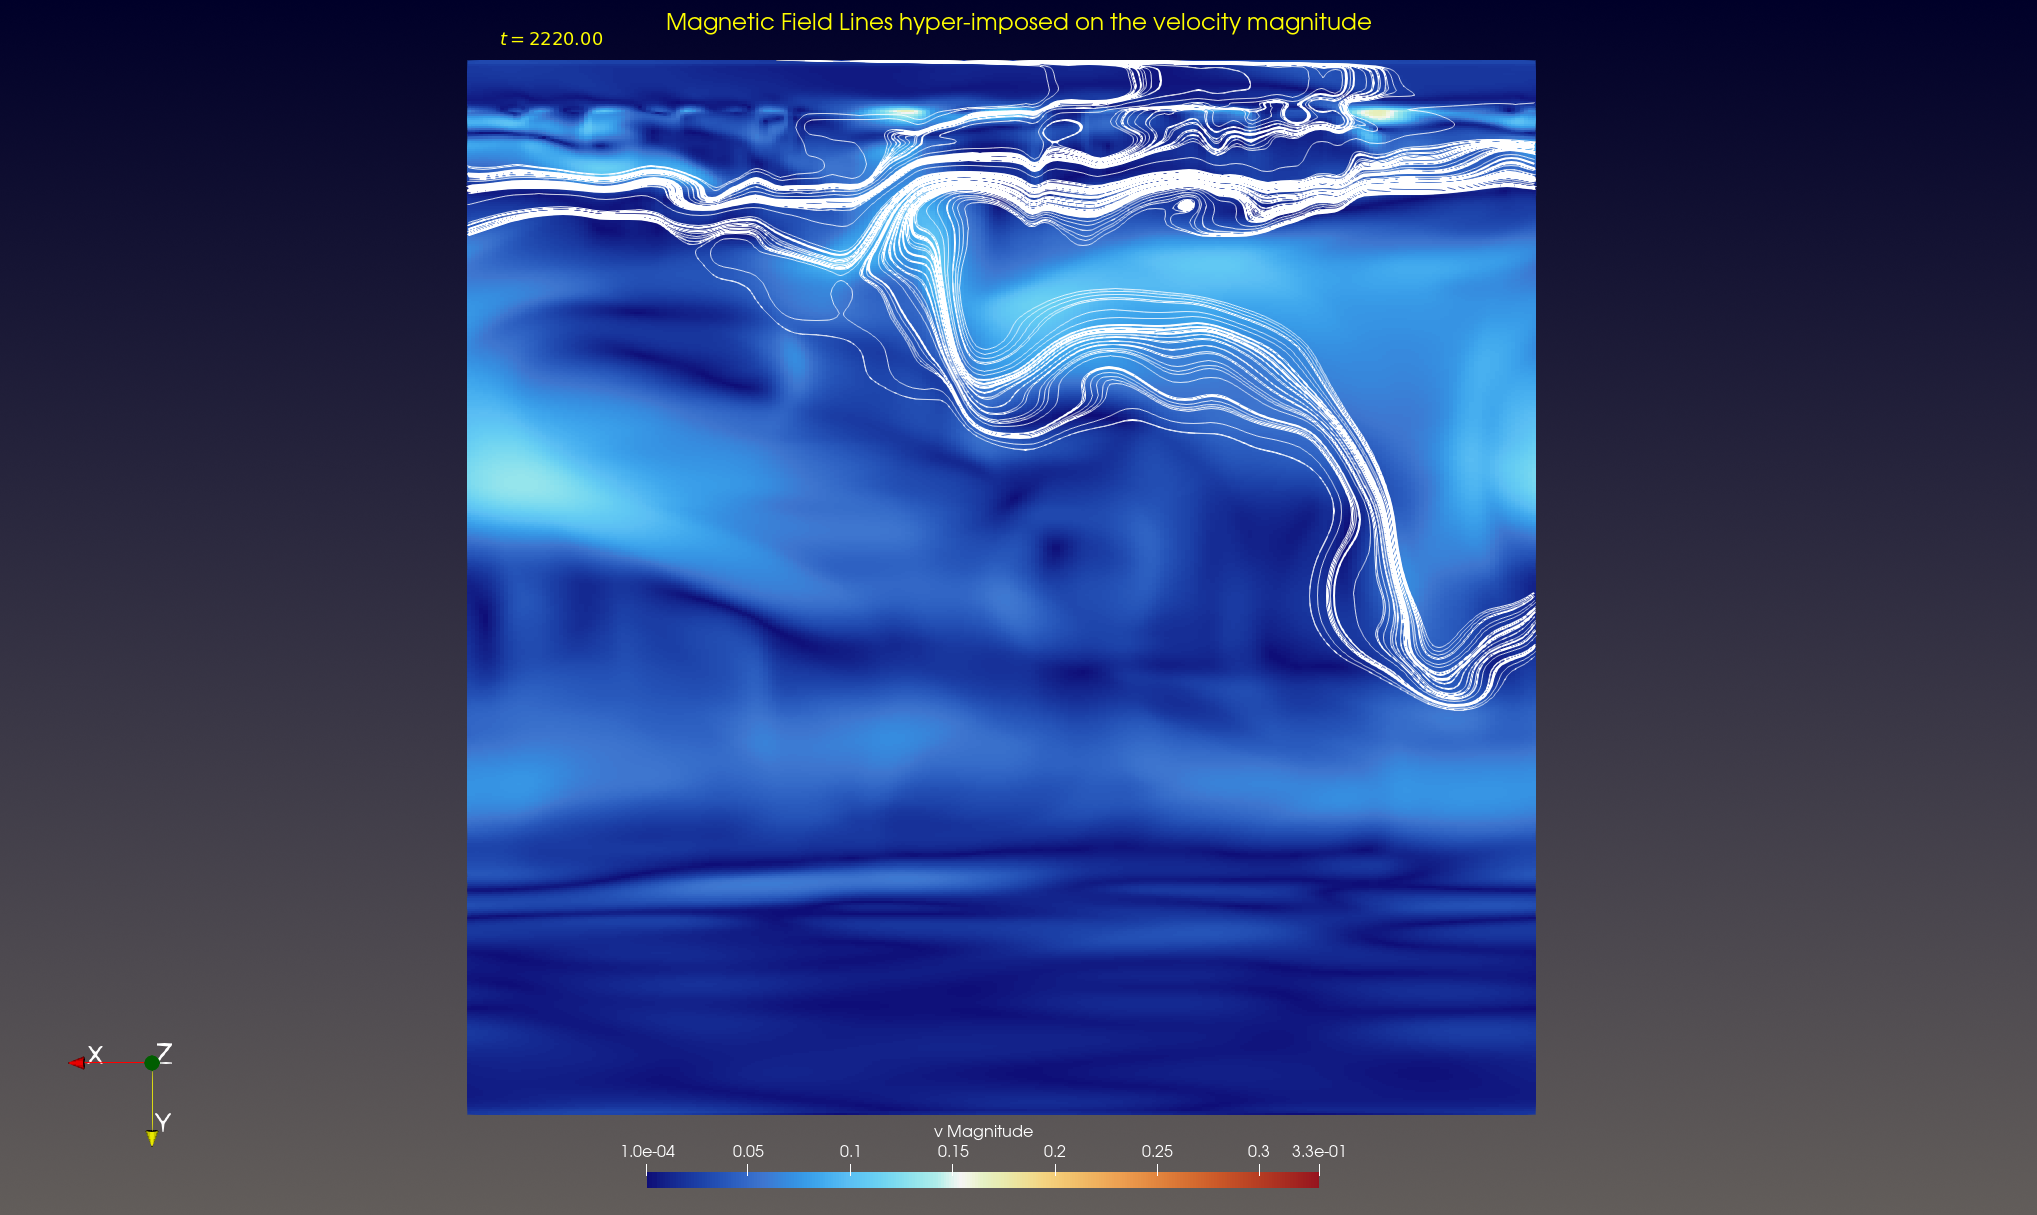 Magnetic Field Lines hyper-imposed on the velocity magnitude
t = 2220.00
X
Z
Y
v Magnitude
1.0e-04 0.05 0.1 0.15 0.2 0.25 0.3 3.3e-01